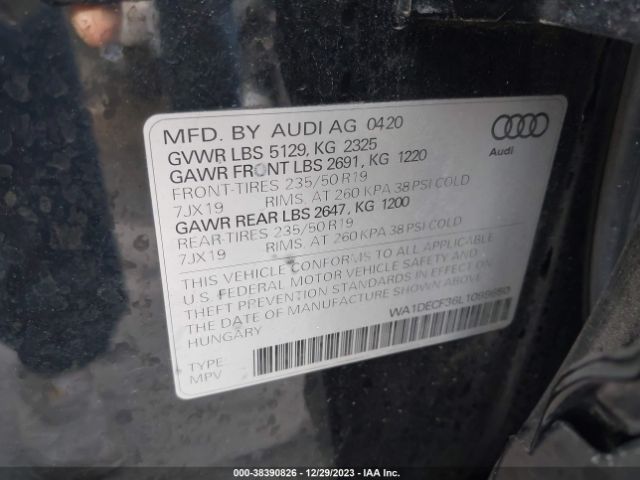 MFD. BY AUDI AG 0420
GVWR LBS 5129, KG 2325
GAWR FRONT LBS 2691, KG 1220
FRONT-TIRES 235/50 R19
7JX19 RIMS, AT 260 KPA 38 PSI COLD
GAWR REAR LBS 2647, KG 1200
REAR-TIRES 235/50 R19
7JX19 RIMS, AT 260 KPA 38 PSI COLD
THIS VEHICLE CONFORMS TO ALL APPLICABLE
U.S. FEDERAL MOTOR VEHICLE SAFETY AND
THEFT PREVENTION STANDARDS IN EFFECT ON
THE DATE OF MANUFACTURE SHOWN ABOVE
HUNGARY
TYPE:
MPV
Audi
000-38390826 - 12/29/2023 - IAA Inc.